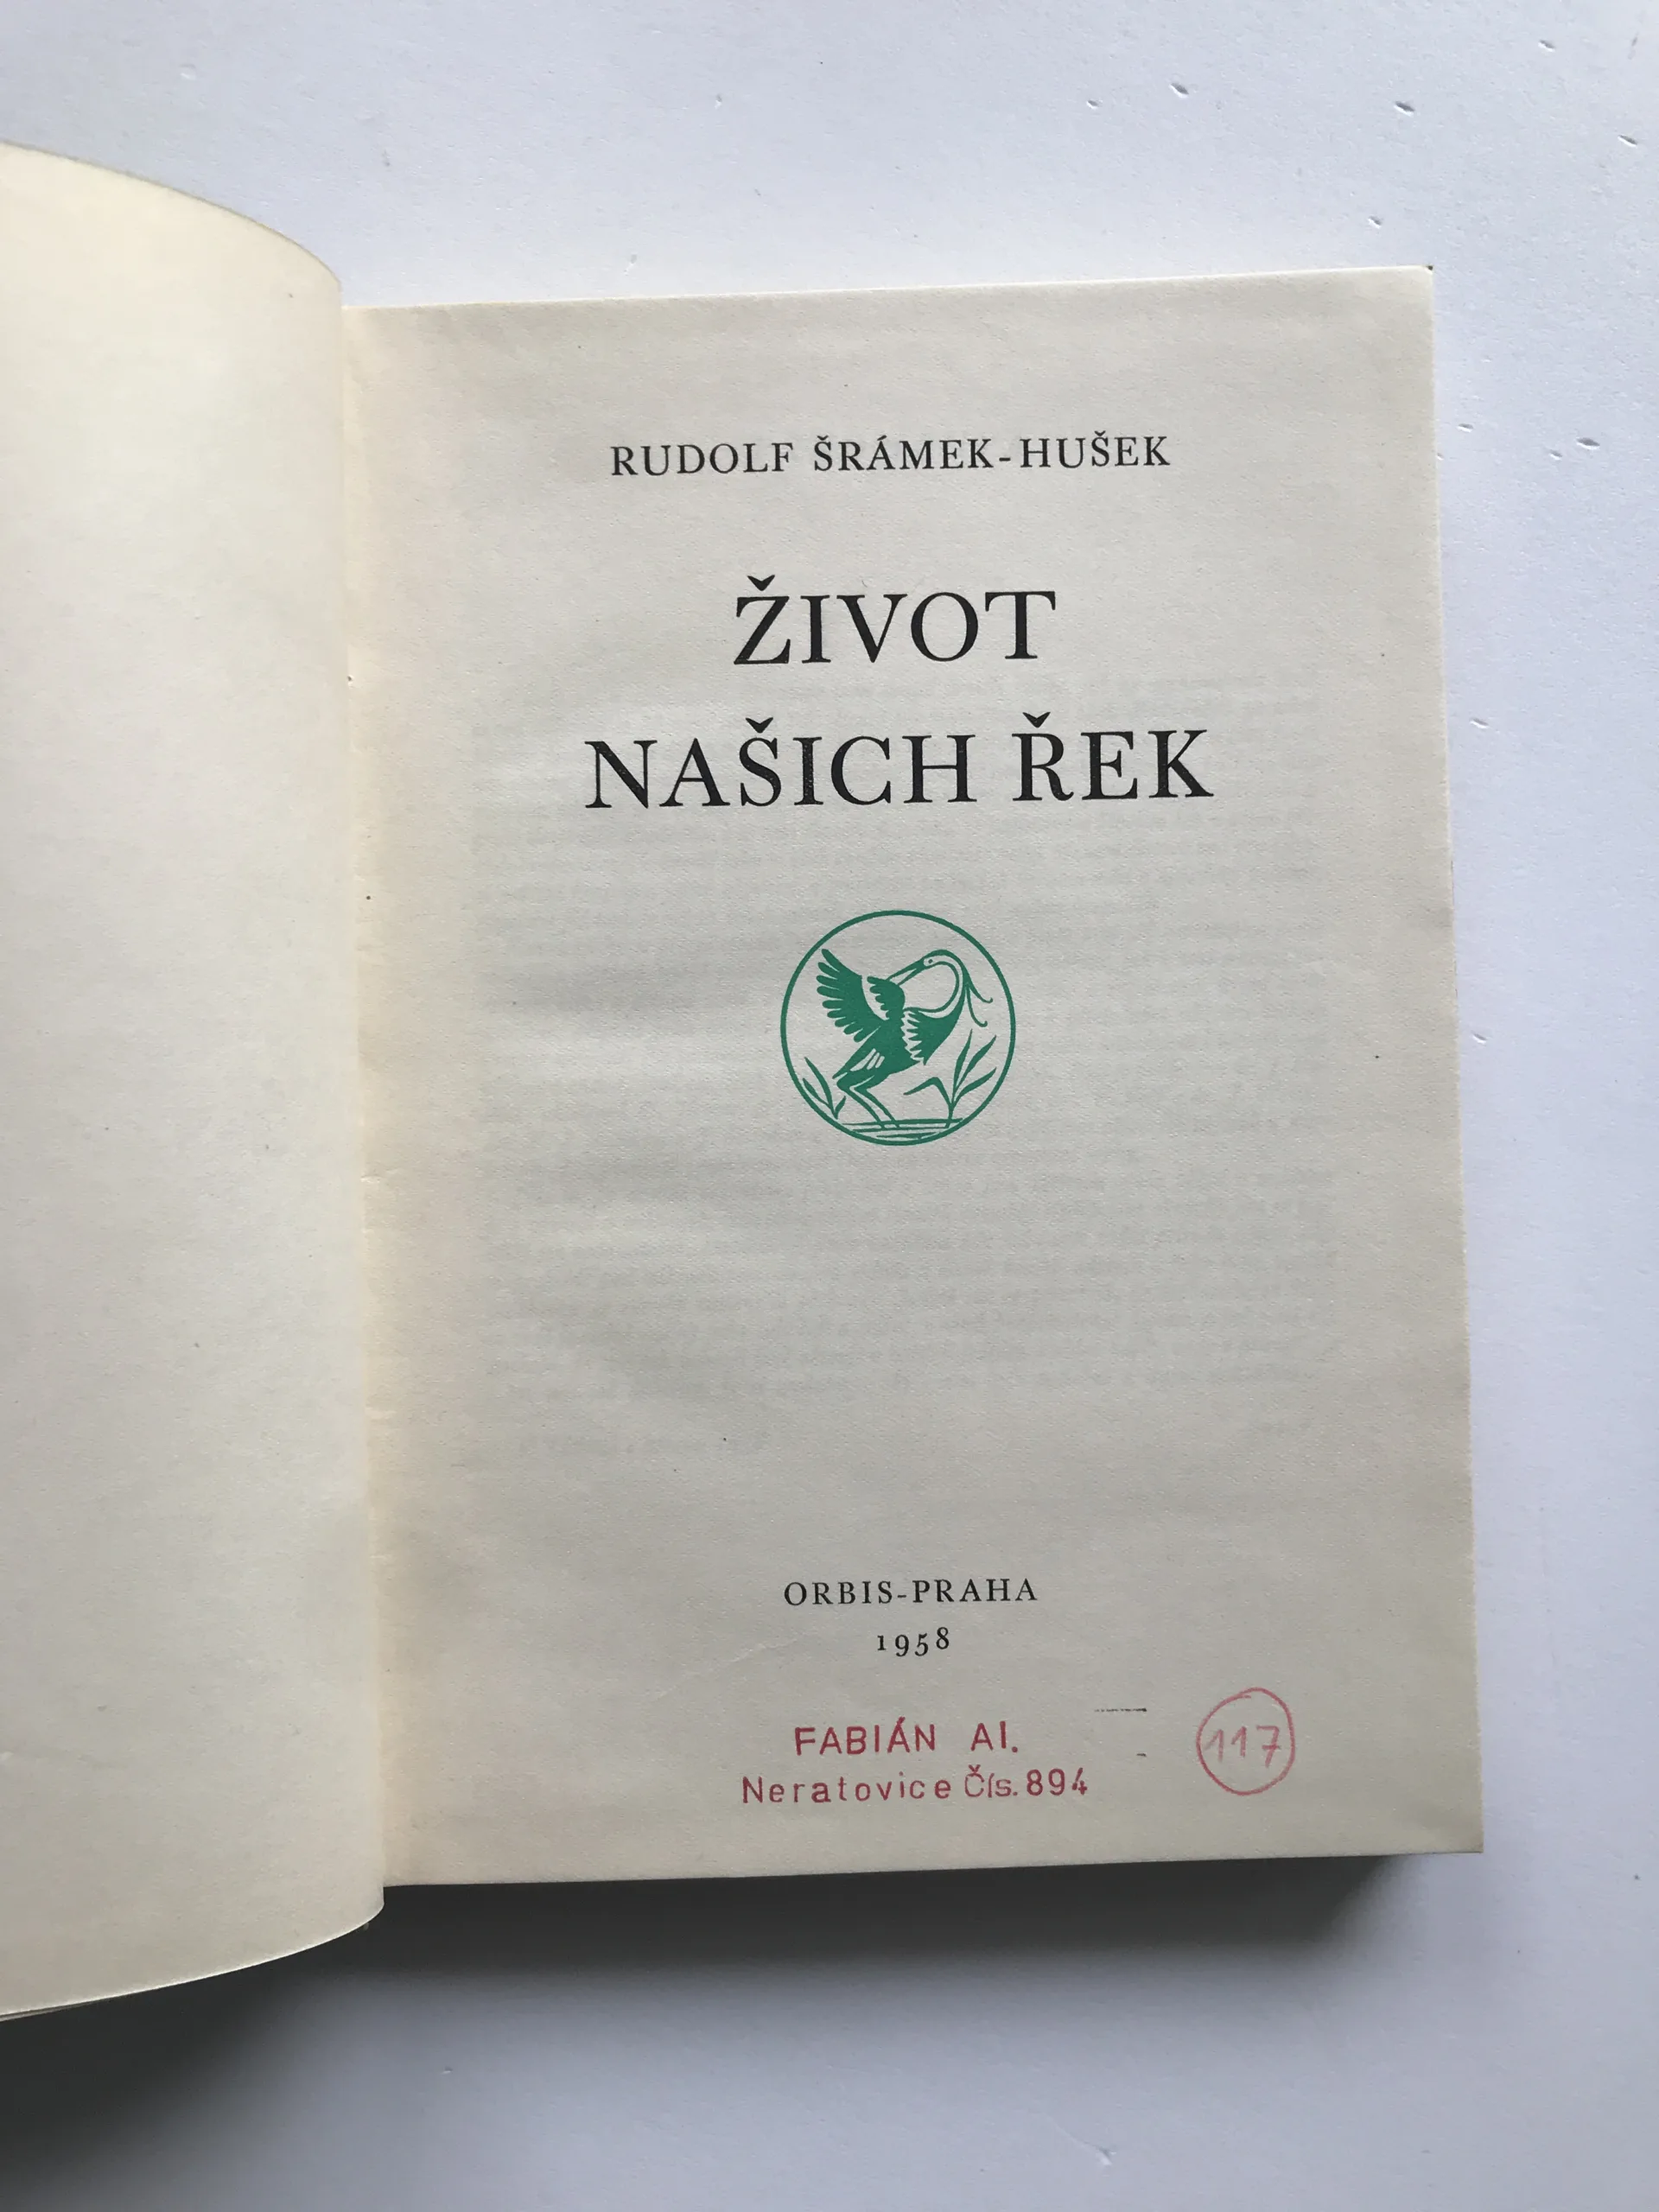 RUDOLF ŠRÁMEK-HUŠEK
ŽIVOT
NAŠICH ŘEK
ORBIS-PRAHA
1958
FABIÁN Al.
Neratovice Čís. 894
117